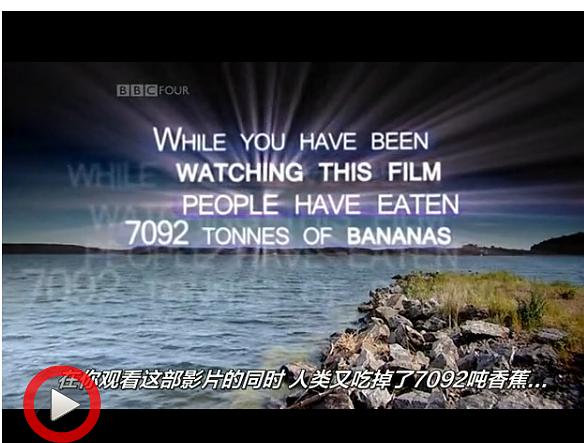 BBC FOUR
WHILE YOU HAVE BEEN
WATCHING THIS FILM
PEOPLE HAVE EATEN
7092 TONNES OF BANANAS
在你观看这部影片的同时 人类又吃掉了7092吨香蕉...